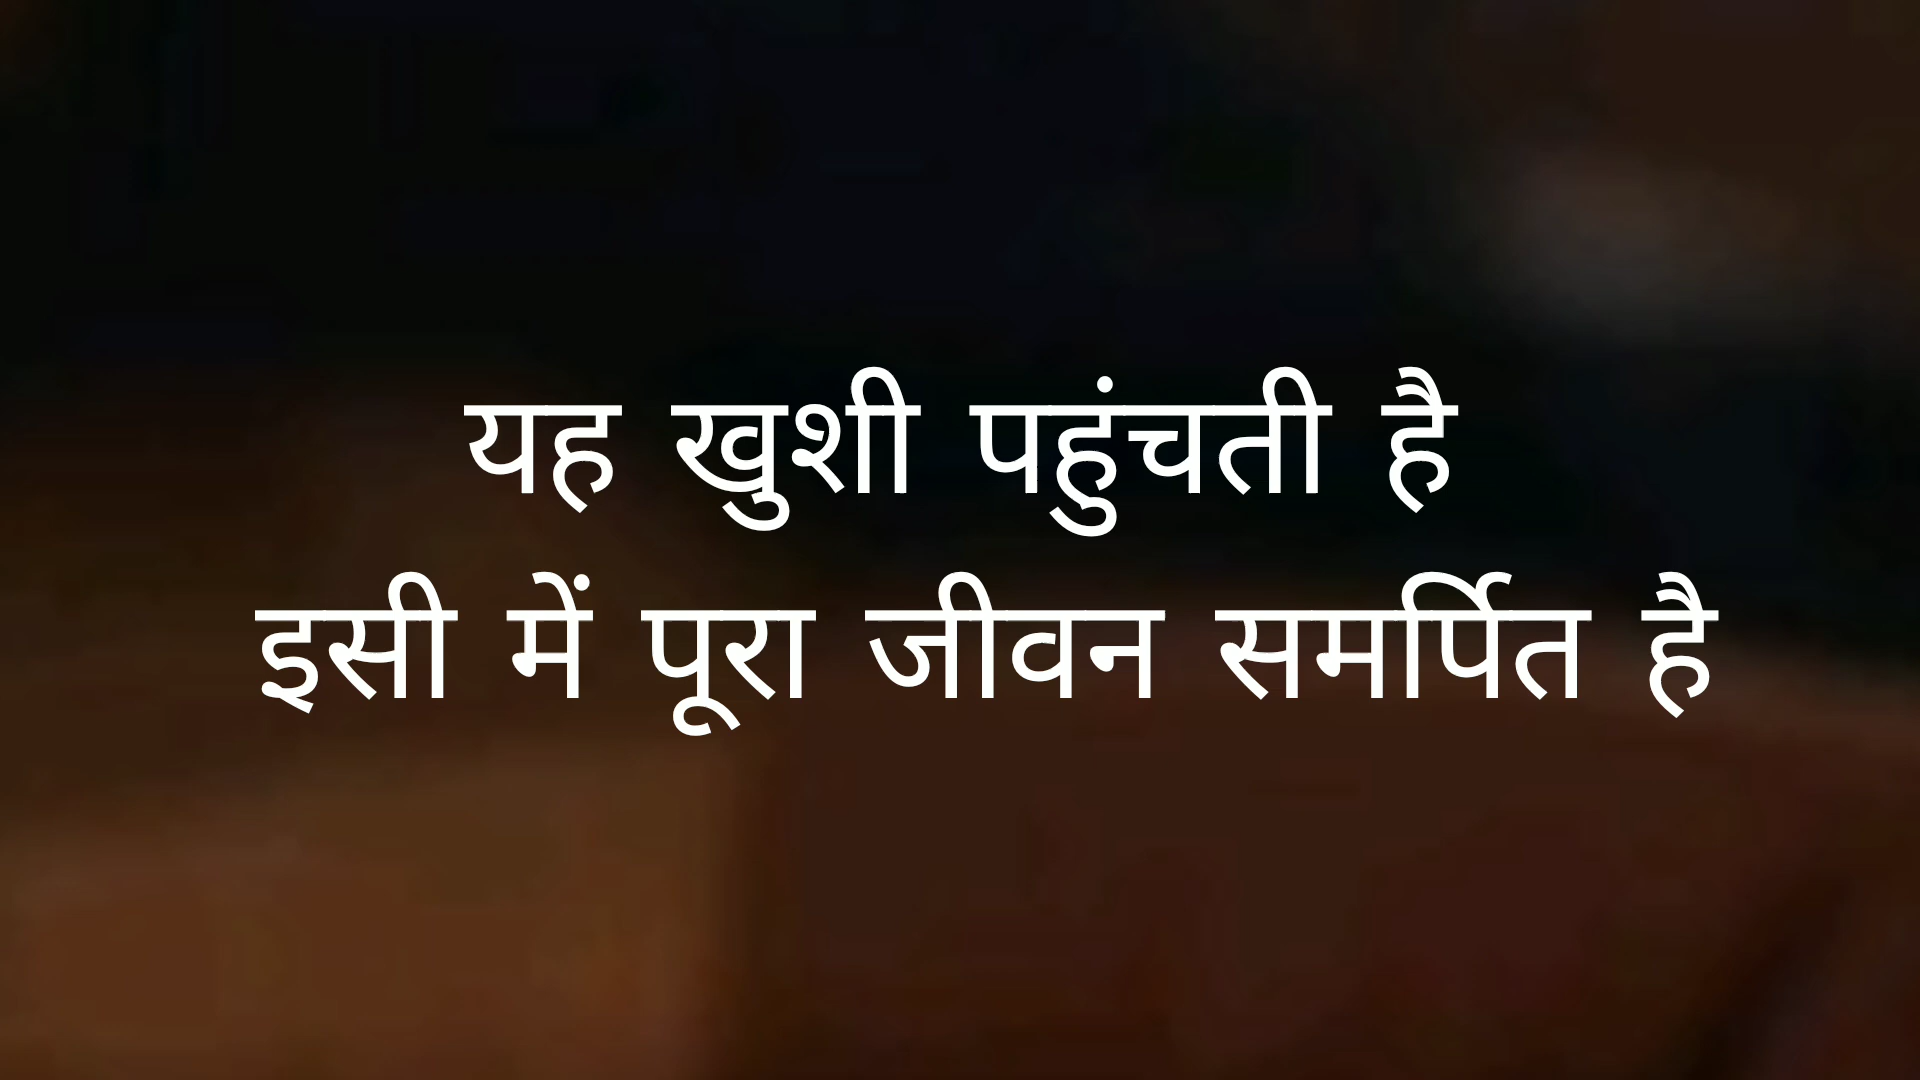 यह खुशी पहुंचती है
इसी में पूरा जीवन समर्पित है